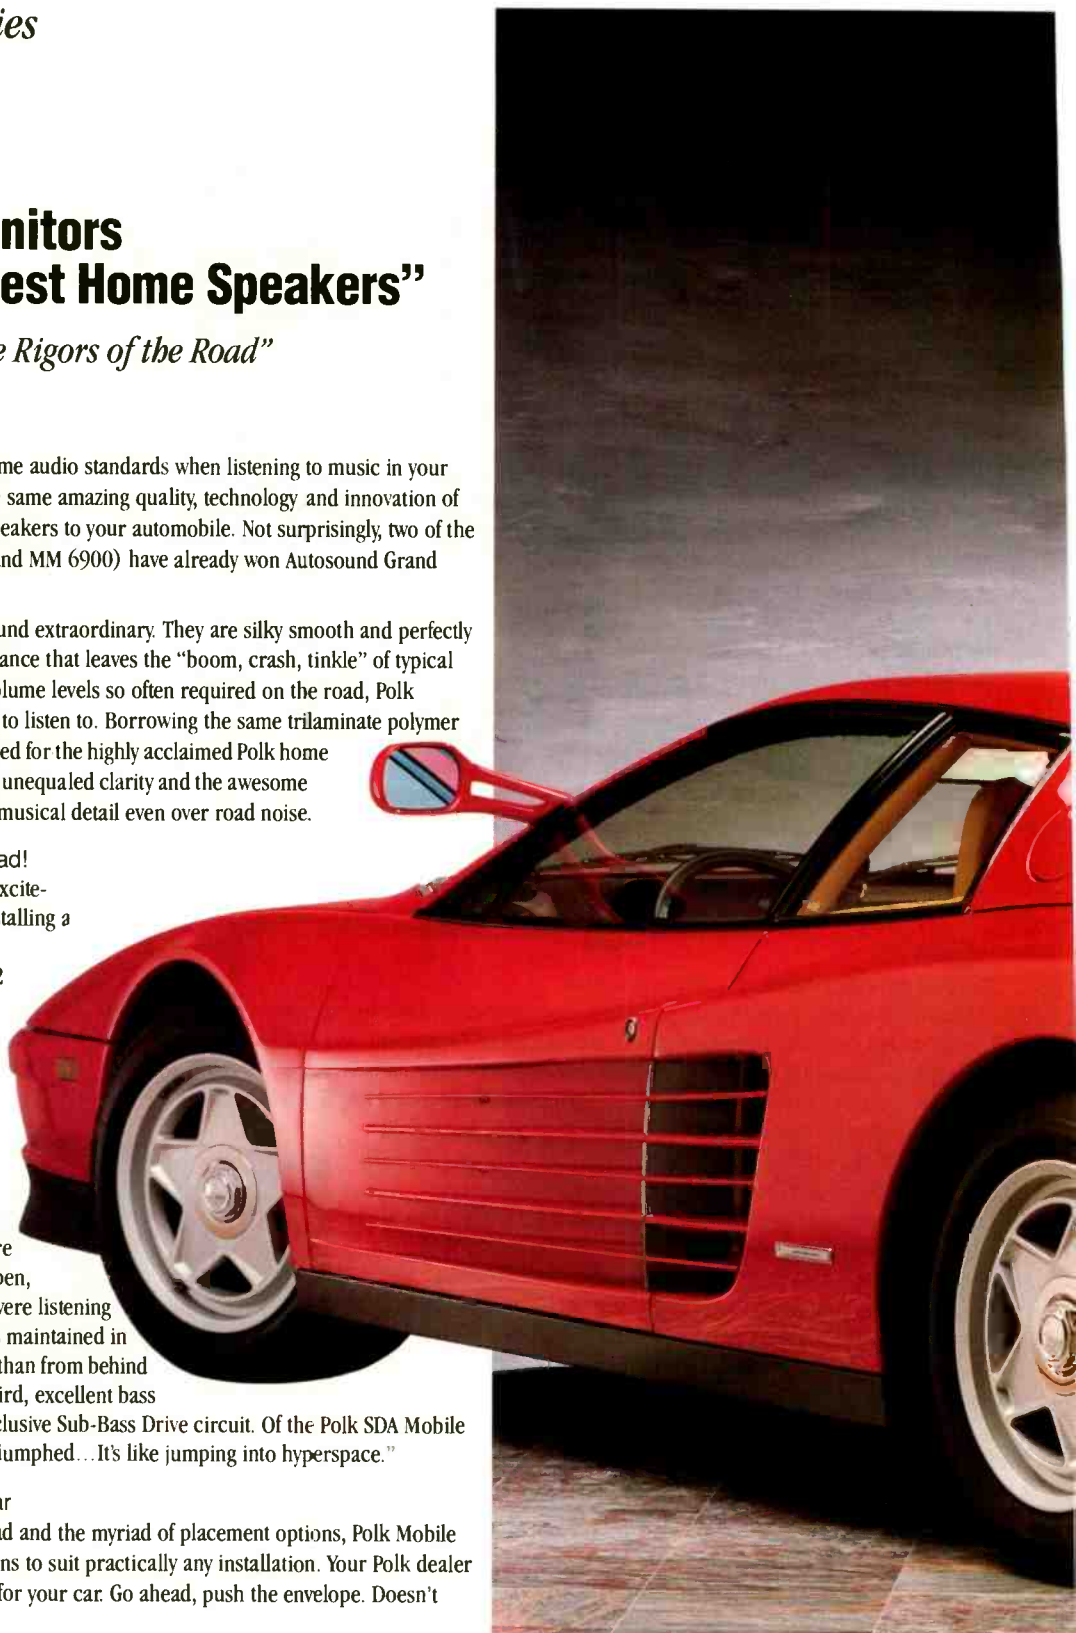 ies
nitors
est Home Speakers”
e Rigors of the Road”
me audio standards when listening to music in your
same amazing quality, technology and innovation of
eakers to your automobile. Not surprisingly, two of the
nd MM 6900) have already won Autosound Grand
und extraordinary. They are silky smooth and perfectly
ance that leaves the “boom, crash, tinkle” of typical
lume levels so often required on the road, Polk
to listen to. Borrowing the same trilaminate polymer
ed for the highly acclaimed Polk home
unequaled clarity and the awesome
musical detail even over road noise.
ad!
xcite-
talling a
2
re
pen,
were listening
maintained in
than from behind
ird, excellent bass
clusive Sub-Bass Drive circuit. Of the Polk SDA Mobile
iumphed...It's like jumping into hyperspace.”
ar
d and the myriad of placement options, Polk Mobile
ns to suit practically any installation. Your Polk dealer
for your car. Go ahead, push the envelope. Doesn't